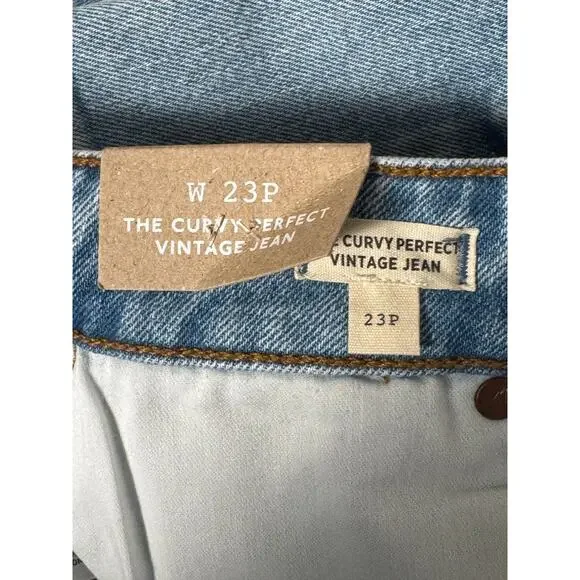 W 23P
THE CURVY PERFECT
VINTAGE JEAN
CURVY PERFECT
VINTAGE JEAN
23P